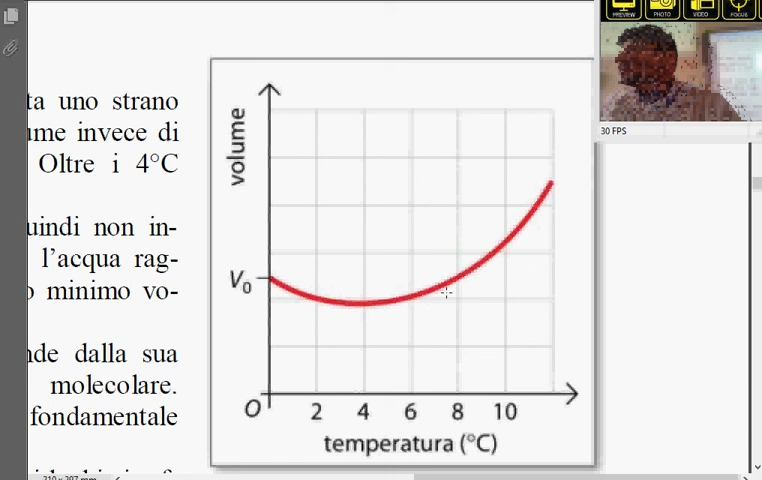 PREVIEW PHOTO VIDEO FOCUS
30 FPS
ta uno strano
ume invece di
Oltre i 4°C
uindi non in-
l'acqua rag-
o minimo vo-
nde dalla sua
molecolare.
fondamentale
volume
V0
O 2 4 6 8 10
temperatura (°C)